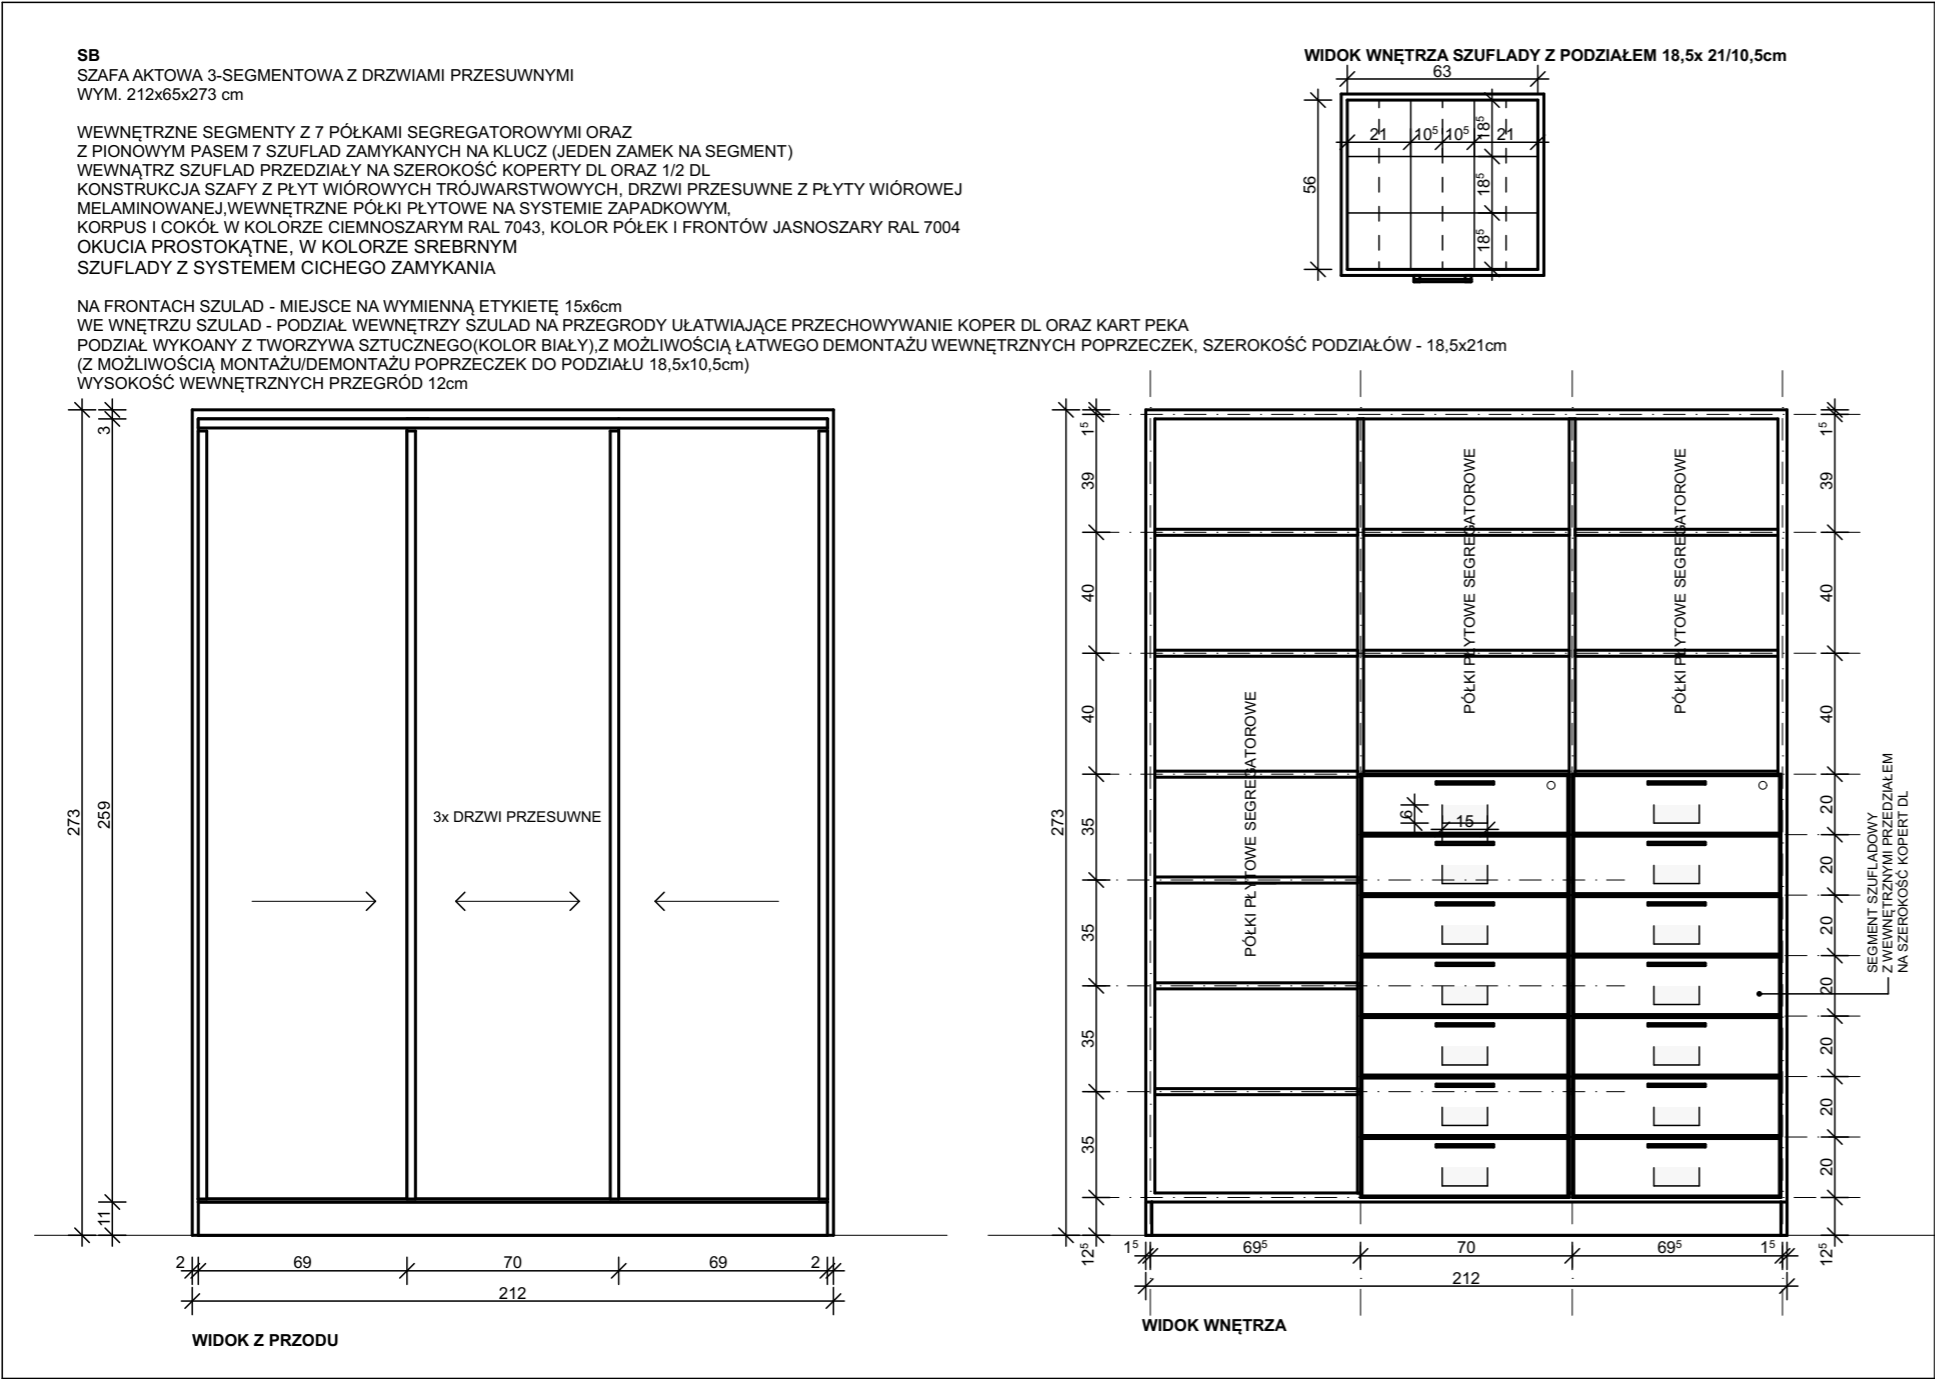 SB
SZAFA AKTOWA 3-SEGMENTOWA Z DRZWIAMI PRZESUWNYMI
WYM. 212x65x273 cm
WEWNĘTRZNE SEGMENTY Z 7 PÓŁKAMI SEGREGATOROWYMI ORAZ
Z PIONOWYM PASEM 7 SZUFLAD ZAMYKANYCH NA KLUCZ (JEDEN ZAMEK NA SEGMENT)
WEWNĄTRZ SZUFLAD PRZEDZIAŁY NA SZEROKOŚĆ KOPERTY DL ORAZ 1/2 DL
KONSTRUKCJA SZAFY Z PŁYT WIÓROWYCH TRÓJWARSTWOWYCH, DRZWI PRZESUWNE Z PŁYTY WIÓROWEJ
MELAMINOWANEJ,WEWNĘTRZNE PÓŁKI PŁYTOWE NA SYSTEMIE ZAPADKOWYM,
KORPUS I COKÓŁ W KOLORZE CIEMNOSZARYM RAL 7043, KOLOR PÓŁEK I FRONTÓW JASNOSZARY RAL 7004
OKUCIA PROSTOKĄTNE, W KOLORZE SREBRNYM
SZUFLADY Z SYSTEMEM CICHEGO ZAMYKANIA
NA FRONTACH SZULAD - MIEJSCE NA WYMIENNĄ ETYKIETĘ 15x6cm
WE WNĘTRZU SZULAD - PODZIAŁ WEWNĘTRZY SZULAD NA PRZEGRODY UŁATWIAJĄCE PRZECHOWYWANIE KOPER DL ORAZ KART PEKA
PODZIAŁ WYKOANY Z TWORZYWA SZTUCZNEGO(KOLOR BIAŁY),Z MOŻLIWOŚCIĄ ŁATWEGO DEMONTAŻU WEWNĘTRZNYCH POPRZECZEK, SZEROKOŚĆ PODZIAŁÓW - 18,5x21cm
(Z MOŻLIWOŚCIĄ MONTAŻU/DEMONTAŻU POPRZECZEK DO PODZIAŁU 18,5x10,5cm)
WYSOKOŚĆ WEWNĘTRZNYCH PRZEGRÓD 12cm
WIDOK WNĘTRZA SZUFLADY Z PODZIAŁEM 18,5x 21/10,5cm
63
56
21 10⁵ 10⁵ 21
18⁵
18⁵
18⁵
3
273
259
11
3x DRZWI PRZESUWNE
2 69 70 69 2
212
WIDOK Z PRZODU
273
1⁵
39
40
40
35
35
35
35
12⁵
PÓŁKI PŁYTOWE SEGREGATOROWE
PÓŁKI PŁYTOWE SEGREGATOROWE
PÓŁKI PŁYTOWE SEGREGATOROWE
6
15
1⁵
39
40
40
20
20
20
20
20
20
20
12⁵
SEGMENT SZUFLADOWY
Z WEWNĘTRZNYMI PRZEDZIAŁEM
NA SZEROKOŚĆ KOPERT DL
1⁵ 69⁵ 70 69⁵ 1⁵
212
WIDOK WNĘTRZA